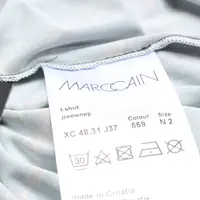 MARCCAIN
t-shirt
джемпер
Colour Size
XC 48.31 J37 659 N 2
30
made in Croatia